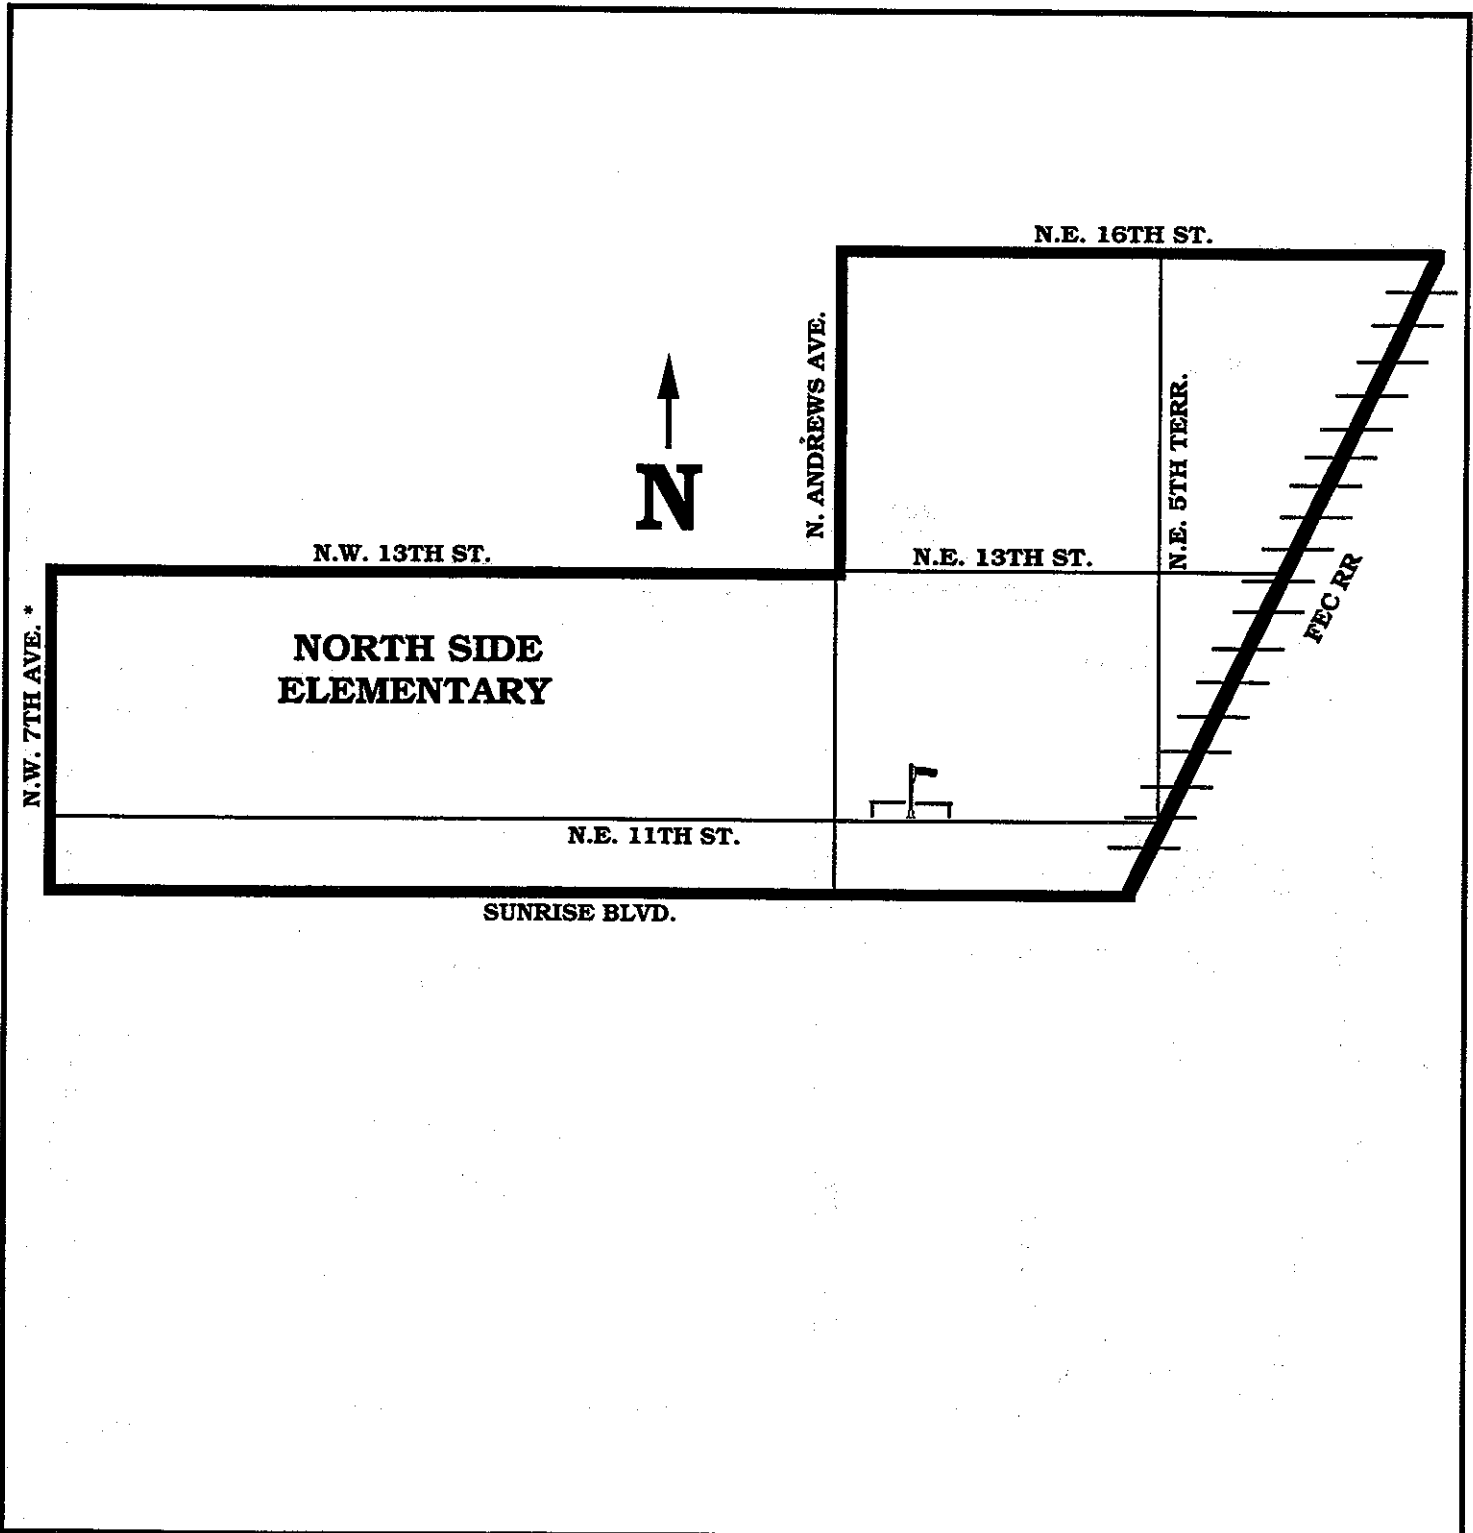 N.E. 16TH ST.
N. ANDREWS AVE.
N.E. 5TH TERR.
N
N.W. 13TH ST.
N.E. 13TH ST.
FEC RR
N.W. 7TH AVE. *
NORTH SIDE
ELEMENTARY
N.E. 11TH ST.
SUNRISE BLVD.